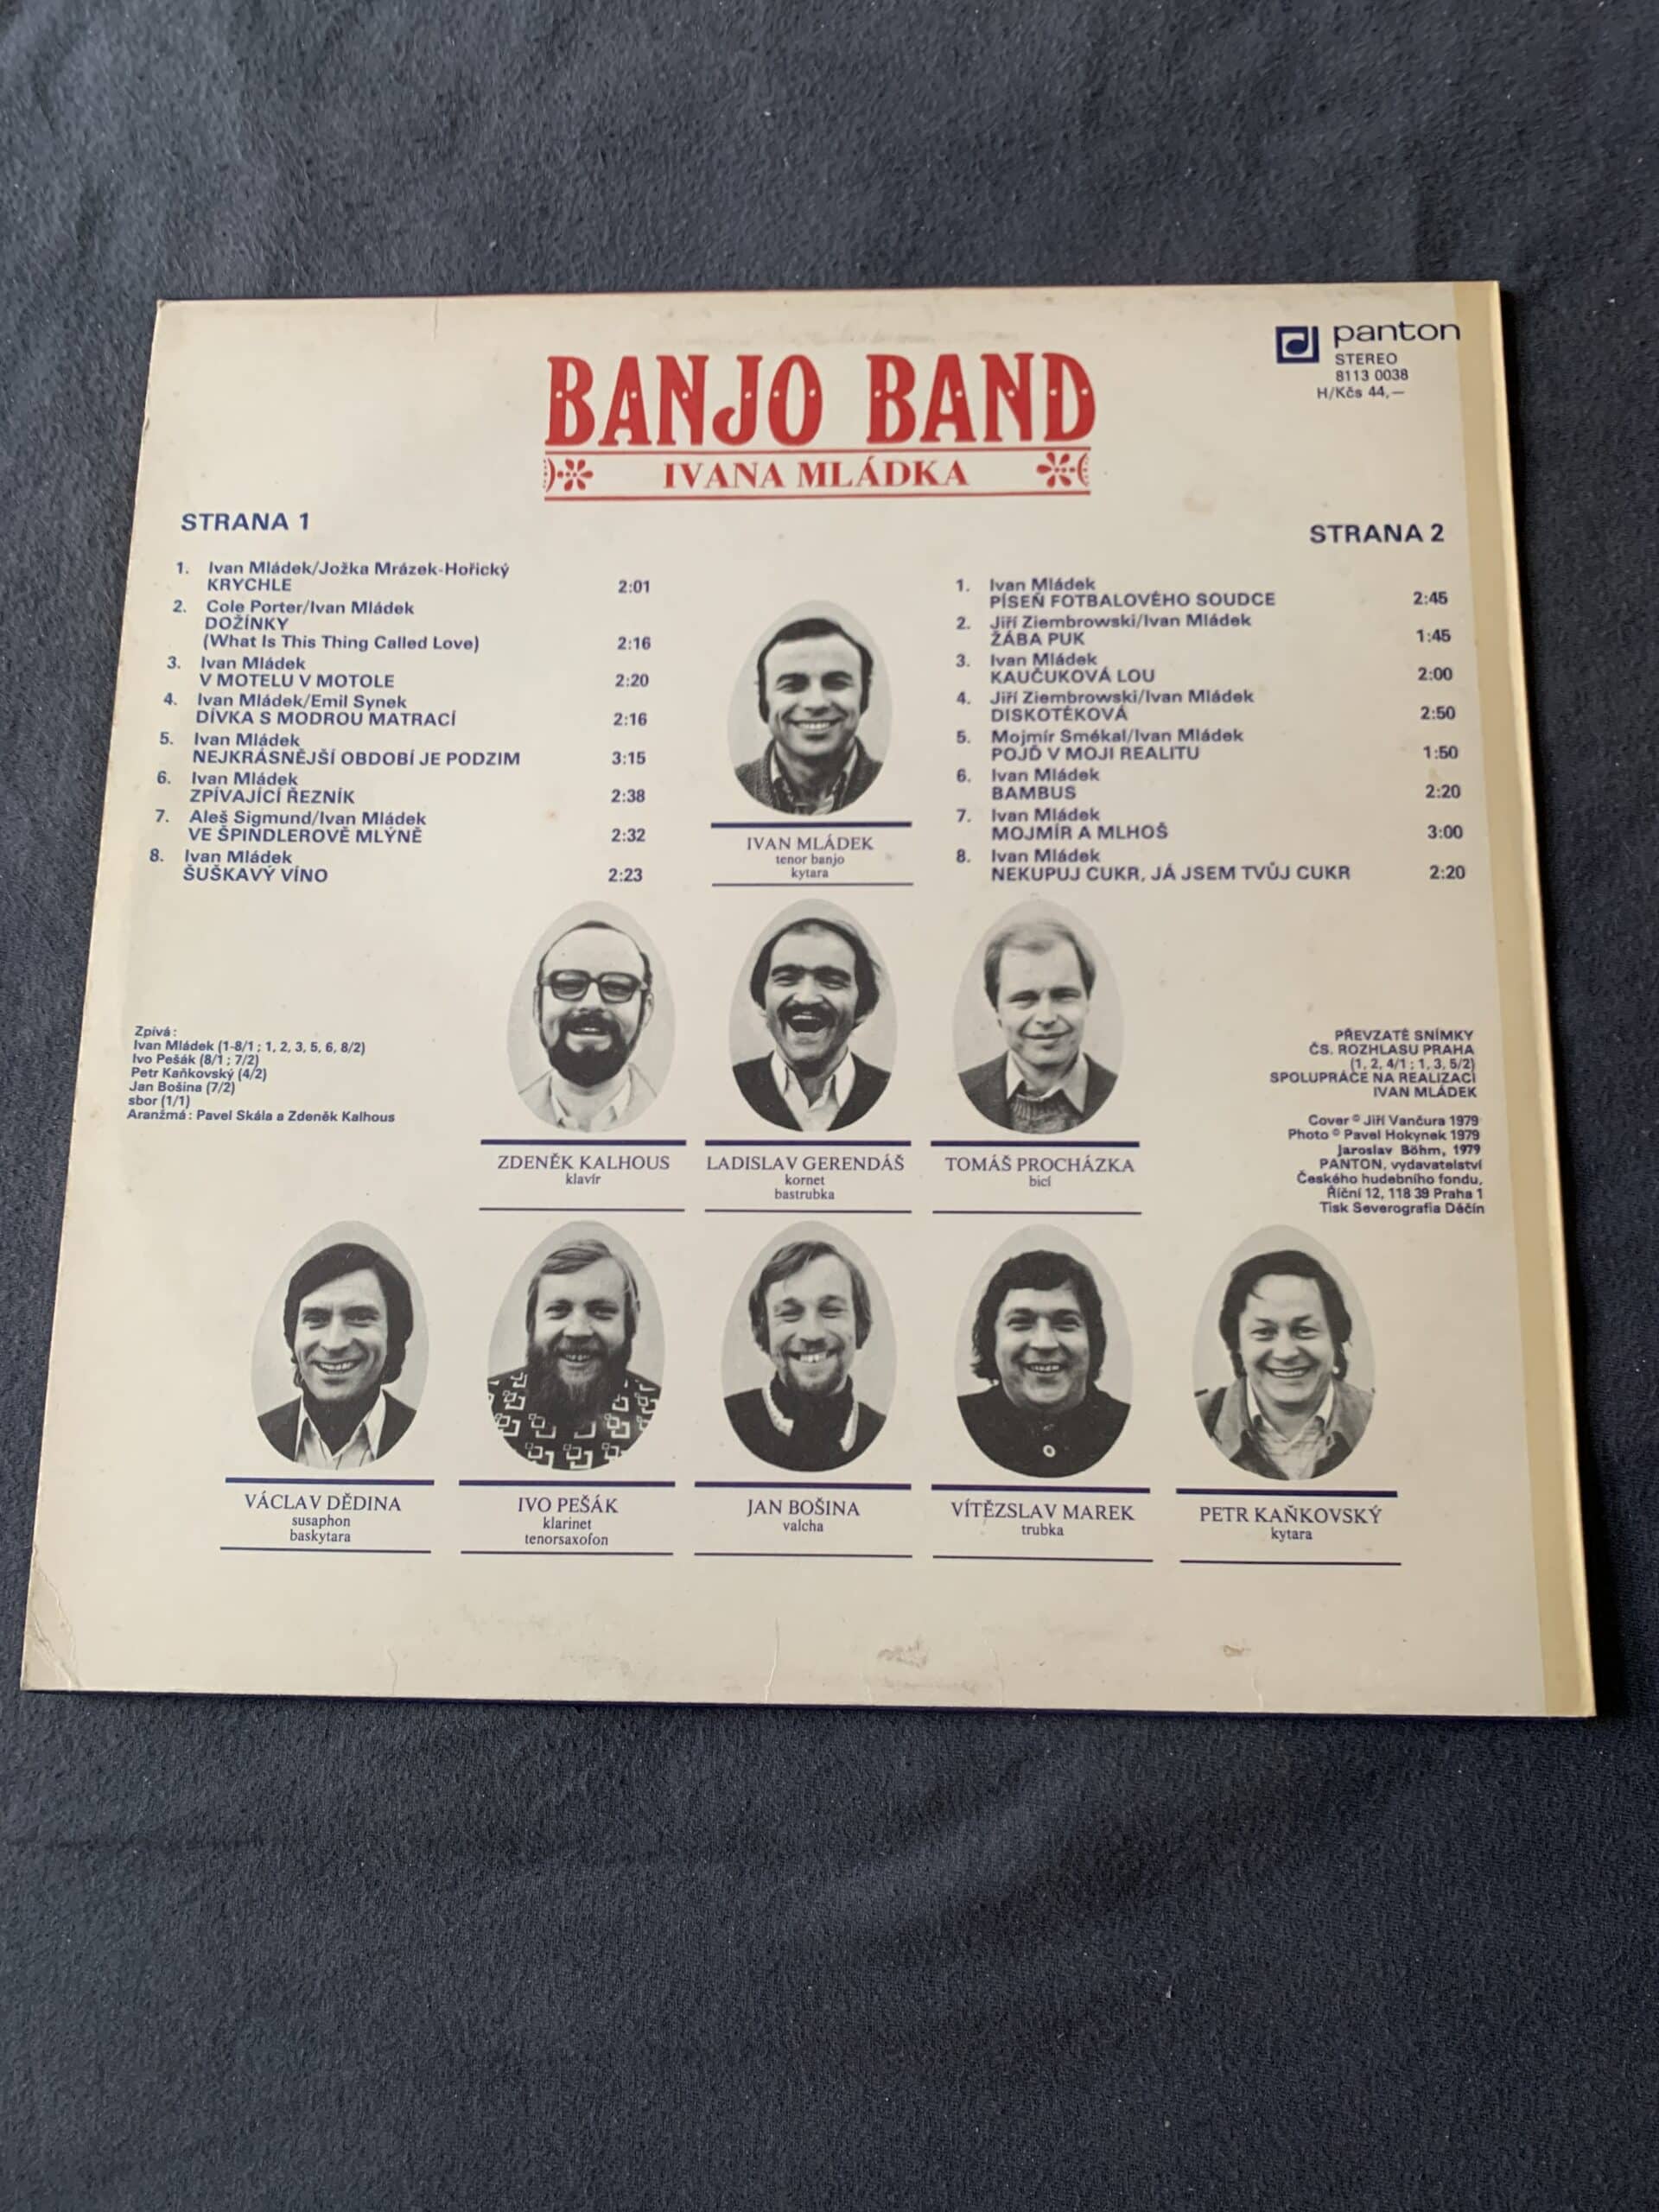 panton
STEREO
8113 0038
H/Kčs 44,—
BANJO BAND
IVANA MLÁDKA
STRANA 1
1. Ivan Mládek/Jožka Mrázek-Hořický
KRYCHLE 2:01
2. Cole Porter/Ivan Mládek
DOŽÍNKY
(What Is This Thing Called Love) 2:16
3. Ivan Mládek
V MOTELU V MOTOLE 2:20
4. Ivan Mládek/Emil Synek
DÍVKA S MODROU MATRACÍ 2:16
5. Ivan Mládek
NEJKRÁSNĚJŠÍ OBDOBÍ JE PODZIM 3:15
6. Ivan Mládek
ZPÍVAJÍCÍ ŘEZNÍK 2:38
7. Aleš Sigmund/Ivan Mládek
VE ŠPINDLEROVĚ MLÝNĚ 2:32
8. Ivan Mládek
ŠUŠKAVÝ VÍNO 2:23
STRANA 2
1. Ivan Mládek
PÍSEŇ FOTBALOVÉHO SOUDCE 2:45
2. Jiří Ziembrowski/Ivan Mládek
ŽÁBA PUK 1:45
3. Ivan Mládek
KAUČUKOVÁ LOU 2:00
4. Jiří Ziembrowski/Ivan Mládek
DISKOTÉKOVÁ 2:50
5. Mojmír Smékal/Ivan Mládek
POJĎ V MOJI REALITU 1:50
6. Ivan Mládek
BAMBUS 2:20
7. Ivan Mládek
MOJMÍR A MLHOŠ 3:00
8. Ivan Mládek
NEKUPUJ CUKR, JÁ JSEM TVŮJ CUKR 2:20
IVAN MLÁDEK
tenor banjo
kytara
Zpívá:
Ivan Mládek (1-8/1; 1, 2, 3, 5, 6, 8/2)
Ivo Pešák (8/1; 7/2)
Petr Kaňkovský (4/2)
Jan Bošina (7/2)
sbor (1/1)
Aranžmá: Pavel Skála a Zdeněk Kalhous
PŘEVZATÉ SNÍMKY
ČS. ROZHLASU PRAHA
(1, 2, 4/1; 1, 3, 5/2)
SPOLUPRÁCE NA REALIZACI
IVAN MLÁDEK
Cover © Jiří Vančura 1979
Photo © Pavel Hokynek 1979
Jaroslav Böhm, 1979
PANTON, vydavatelství
Českého hudebního fondu,
Říční 12, 118 39 Praha 1
Tisk Severografia Děčín
ZDENĚK KALHOUS
klavír
LADISLAV GERENDÁŠ
kornet
bastrubka
TOMÁŠ PROCHÁZKA
bicí
VÁCLAV DĚDINA
susaphon
baskytara
IVO PEŠÁK
klarinet
tenorsaxofon
JAN BOŠINA
valcha
VÍTĚZSLAV MAREK
trubka
PETR KAŇKOVSKÝ
kytara